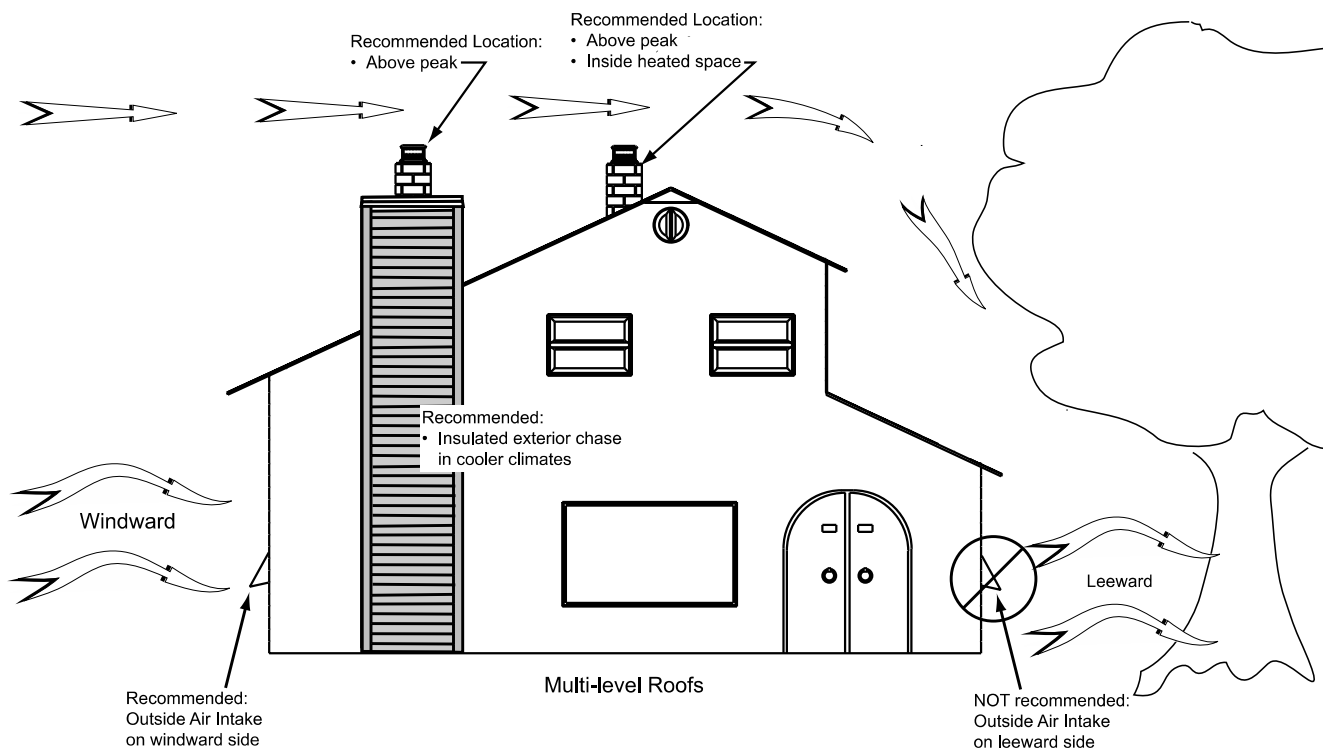 Recommended Location:
• Above peak
Recommended Location:
• Above peak
• Inside heated space
Recommended:
• Insulated exterior chase
in cooler climates
Windward
Leeward
Recommended:
Outside Air Intake
on windward side
Multi-level Roofs
NOT recommended:
Outside Air Intake
on leeward side